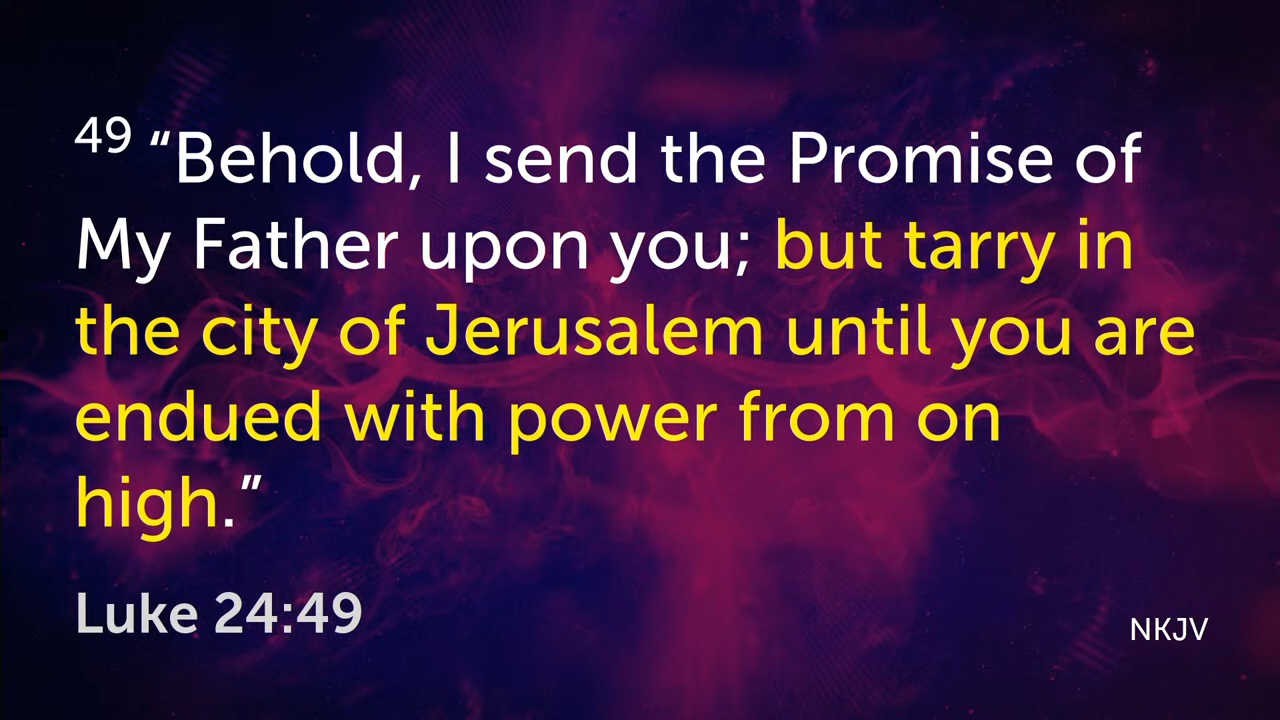 49 “Behold, I send the Promise of
My Father upon you; but tarry in
the city of Jerusalem until you are
endued with power from on
high.”
Luke 24:49
NKJV